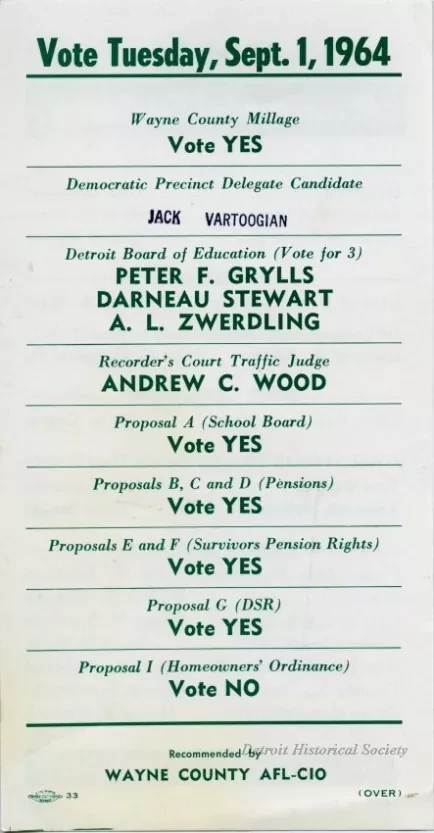 Vote Tuesday, Sept. 1, 1964
Wayne County Millage
Vote YES
Democratic Precinct Delegate Candidate
JACK VARTOOGIAN
Detroit Board of Education (Vote for 3)
PETER F. GRYLLS
DARNEAU STEWART
A. L. ZWERDLING
Recorder's Court Traffic Judge
ANDREW C. WOOD
Proposal A (School Board)
Vote YES
Proposals B, C and D (Pensions)
Vote YES
Proposals E and F (Survivors Pension Rights)
Vote YES
Proposal G (DSR)
Vote YES
Proposal I (Homeowners' Ordinance)
Vote NO
Recommended by
Detroit Historical Society
WAYNE COUNTY AFL-CIO
33
(OVER)